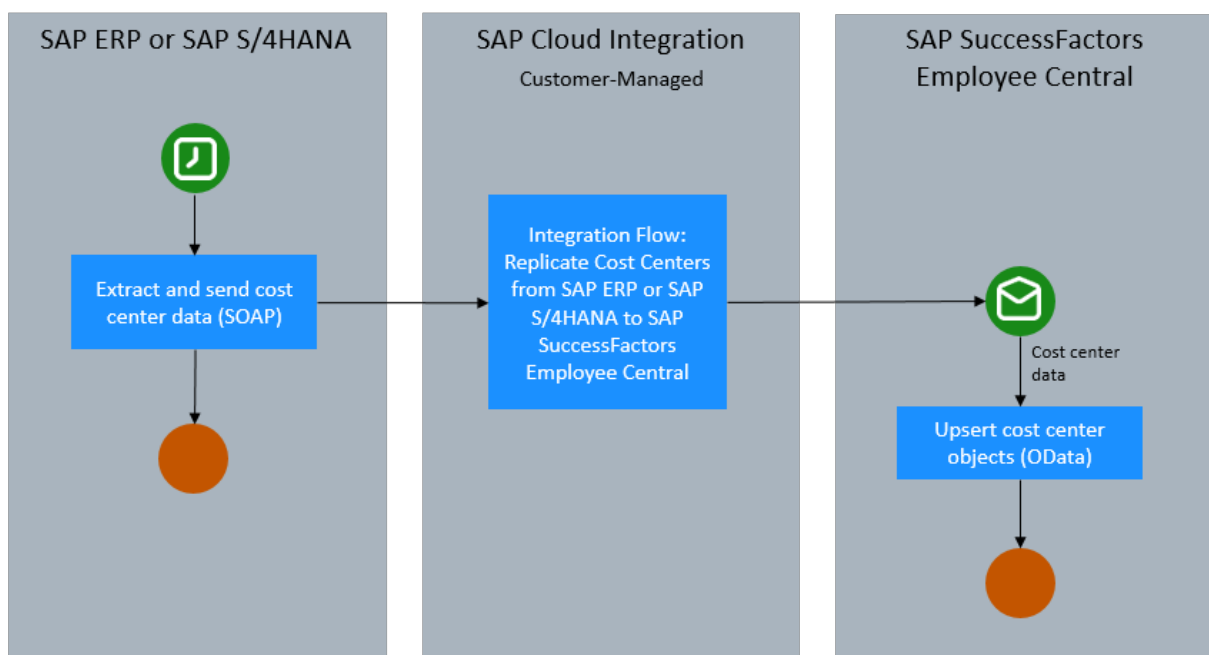 SAP ERP or SAP S/4HANA
Extract and send cost
center data (SOAP)
SAP Cloud Integration
Customer-Managed
Integration Flow:
Replicate Cost Centers
from SAP ERP or SAP
S/4HANA to SAP
SuccessFactors
Employee Central
SAP SuccessFactors
Employee Central
Cost center
data
Upsert cost center
objects (OData)